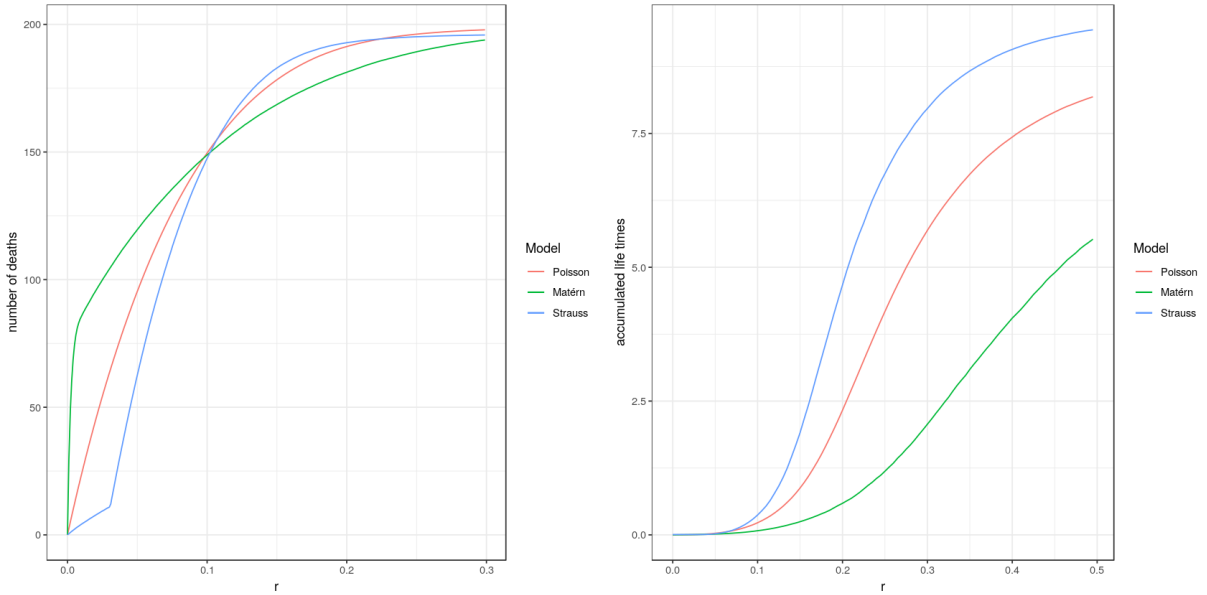 200
150
100
50
0
number of deaths
0.0 0.1 0.2 0.3
r
Model
Poisson
Matérn
Strauss
7.5
5.0
2.5
0.0
accumulated life times
0.0 0.1 0.2 0.3 0.4 0.5
r
Model
Poisson
Matérn
Strauss